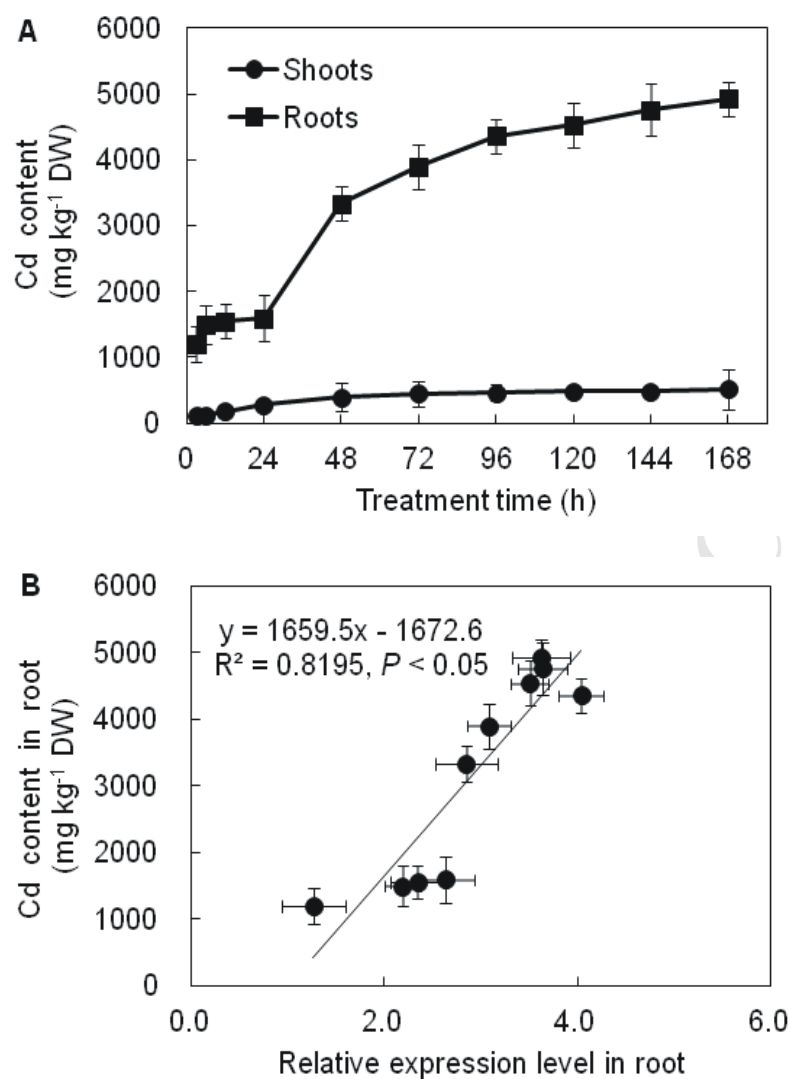 A
6000
5000
4000
3000
2000
1000
0
Cd content
(mg kg⁻¹ DW)
Shoots
Roots
0 24 48 72 96 120 144 168
Treatment time (h)
B
6000
5000
4000
3000
2000
1000
0
Cd content in root
(mg kg⁻¹ DW)
y = 1659.5x - 1672.6
R² = 0.8195, P < 0.05
0.0 2.0 4.0 6.0
Relative expression level in root